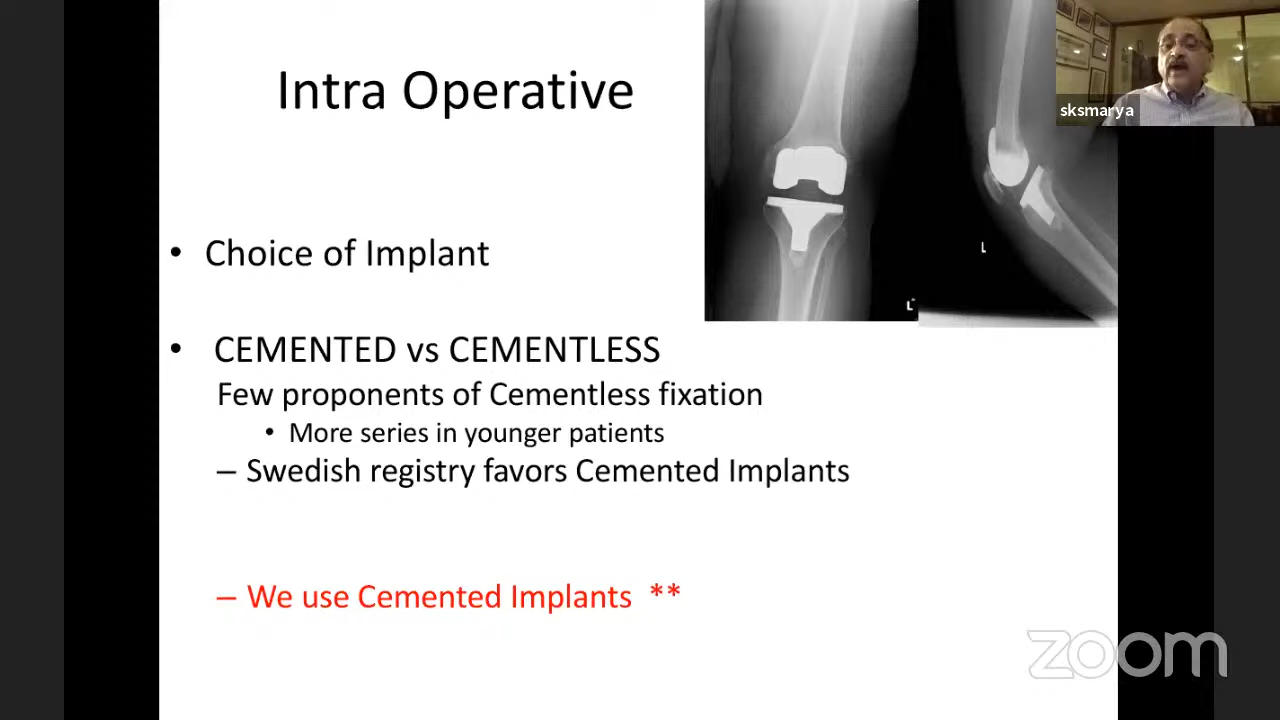 Intra Operative
sksmarya
• Choice of Implant
L
L
• CEMENTED vs CEMENTLESS
Few proponents of Cementless fixation
• More series in younger patients
– Swedish registry favors Cemented Implants
– We use Cemented Implants **
zoom